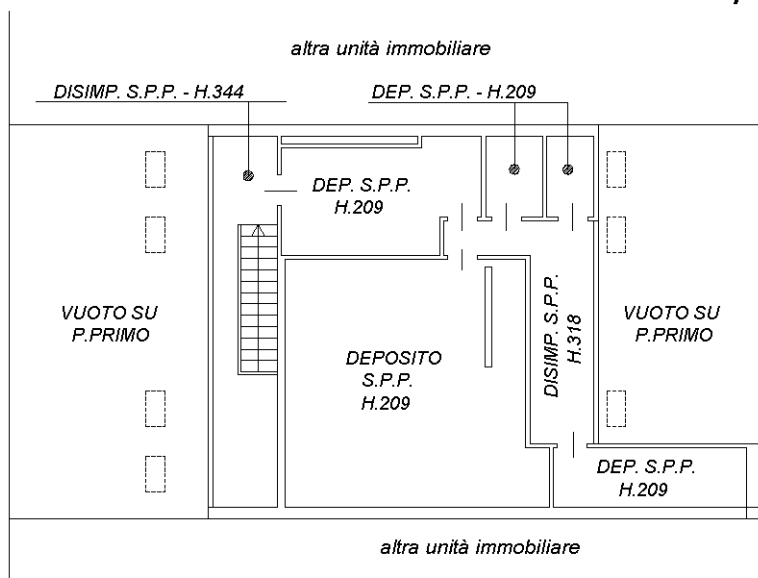 altra unità immobiliare
DISIMP. S.P.P. - H.344
DEP. S.P.P. - H.209
DEP. S.P.P.
H.209
VUOTO SU
P.PRIMO
DEPOSITO
S.P.P.
H.209
DISIMP. S.P.P.
H.318
VUOTO SU
P.PRIMO
DEP. S.P.P.
H.209
altra unità immobiliare